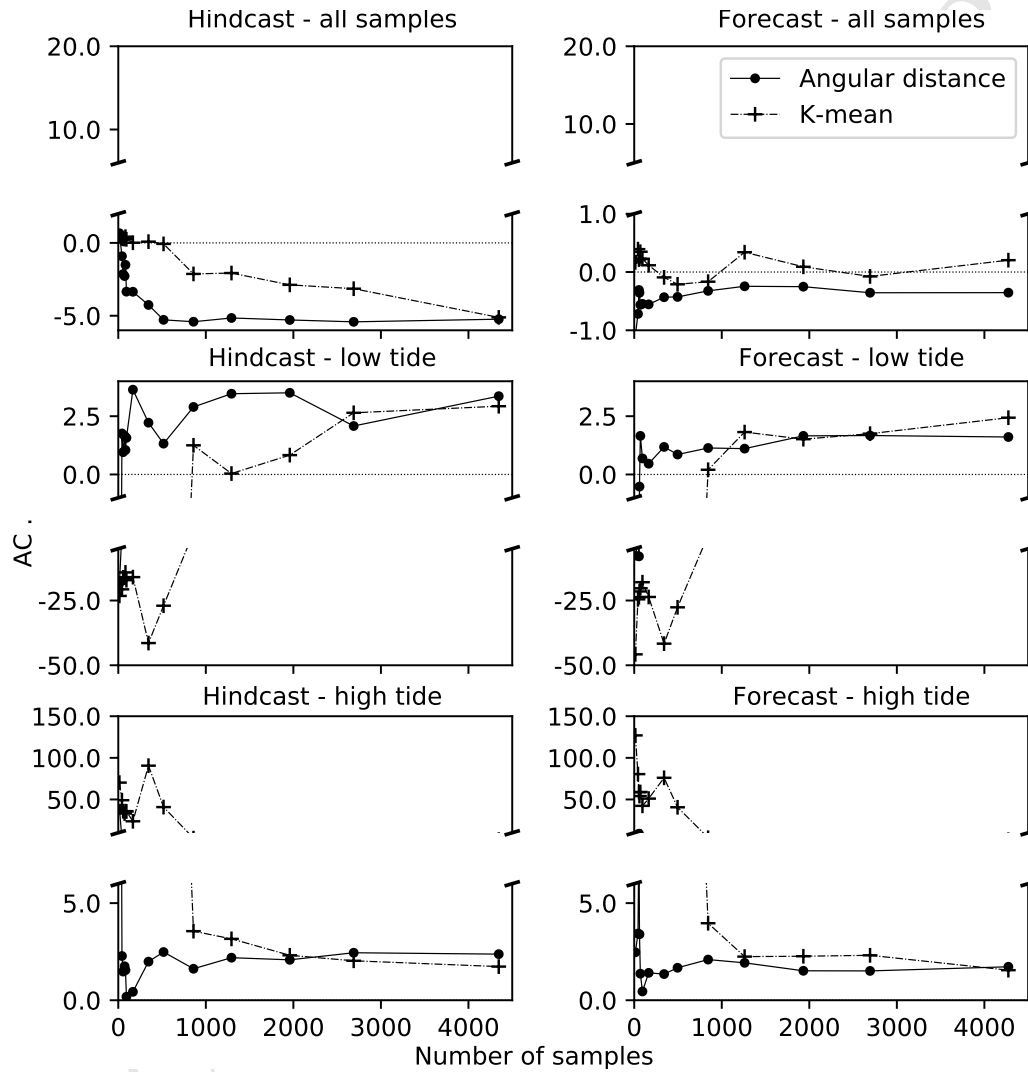 Hindcast - all samples
Forecast - all samples
20.0
10.0
0.0
-5.0
20.0
10.0
1.0
0.0
-1.0
Angular distance
K-mean
Hindcast - low tide
Forecast - low tide
2.5
0.0
-25.0
-50.0
2.5
0.0
-25.0
-50.0
AC .
Hindcast - high tide
Forecast - high tide
150.0
100.0
50.0
5.0
0.0
150.0
100.0
50.0
5.0
0.0
0 1000 2000 3000 4000
0 1000 2000 3000 4000
Number of samples